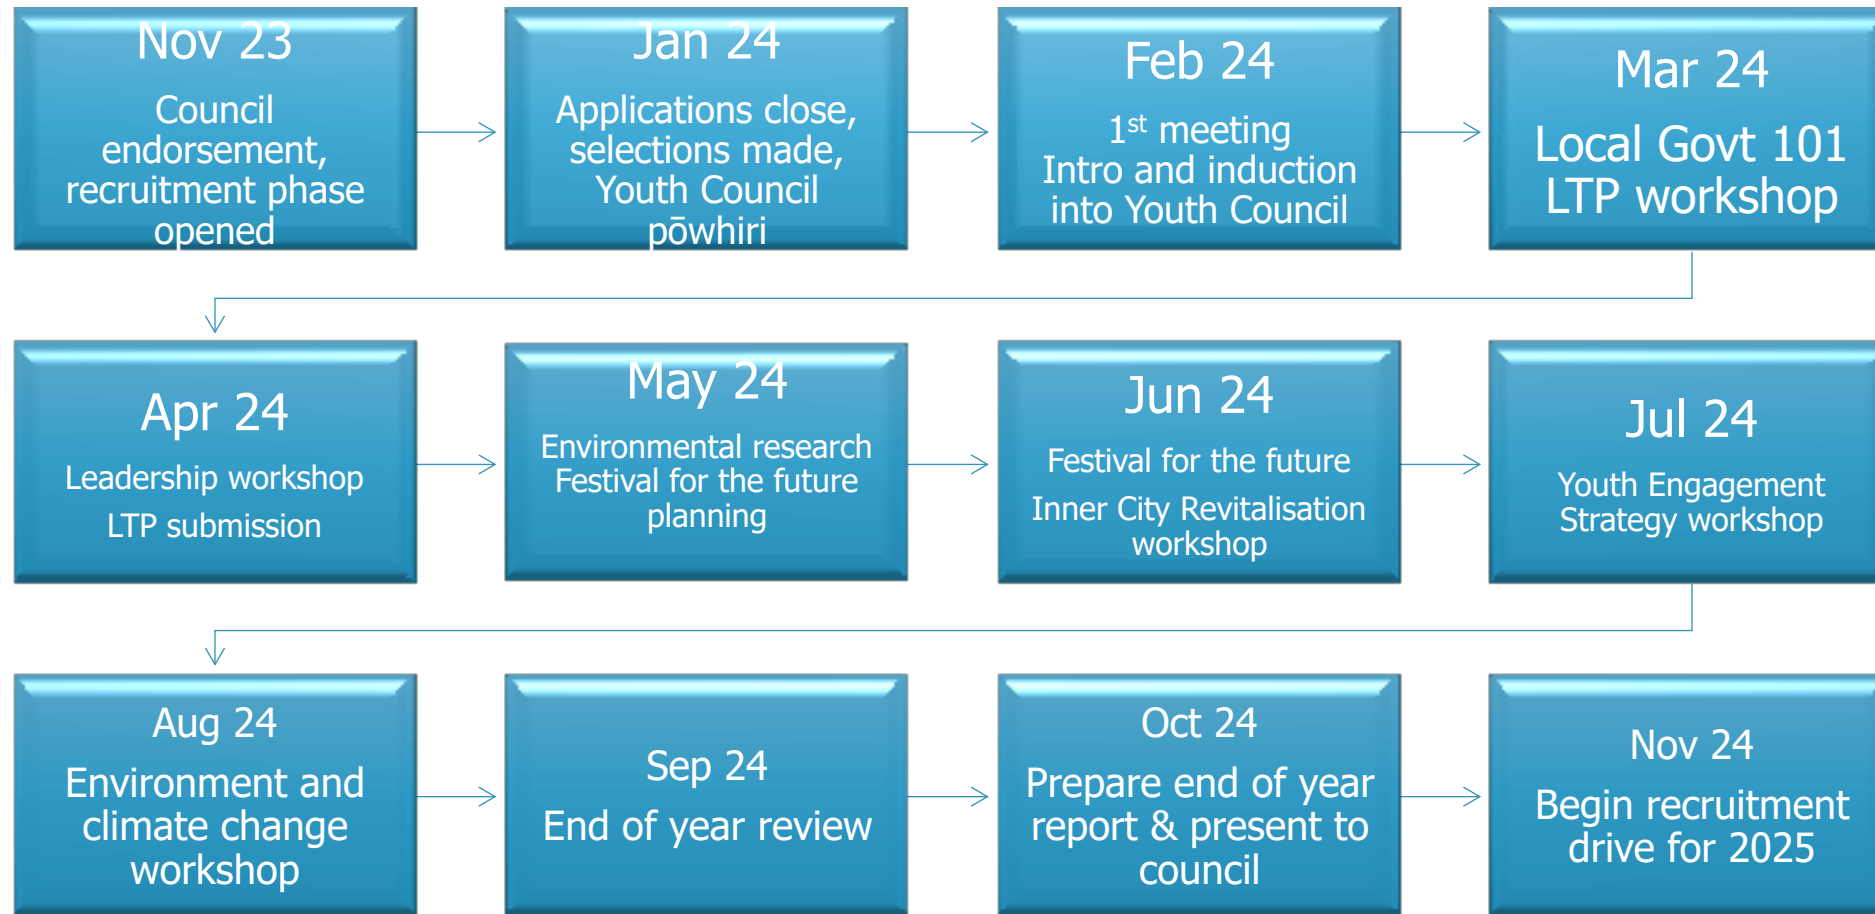 Nov 23
Council
endorsement,
recruitment phase
opened
Jan 24
Applications close,
selections made,
Youth Council
pōwhiri
Feb 24
1st meeting
Intro and induction
into Youth Council
Mar 24
Local Govt 101
LTP workshop
Apr 24
Leadership workshop
LTP submission
May 24
Environmental research
Festival for the future
planning
Jun 24
Festival for the future
Inner City Revitalisation
workshop
Jul 24
Youth Engagement
Strategy workshop
Aug 24
Environment and
climate change
workshop
Sep 24
End of year review
Oct 24
Prepare end of year
report & present to
council
Nov 24
Begin recruitment
drive for 2025